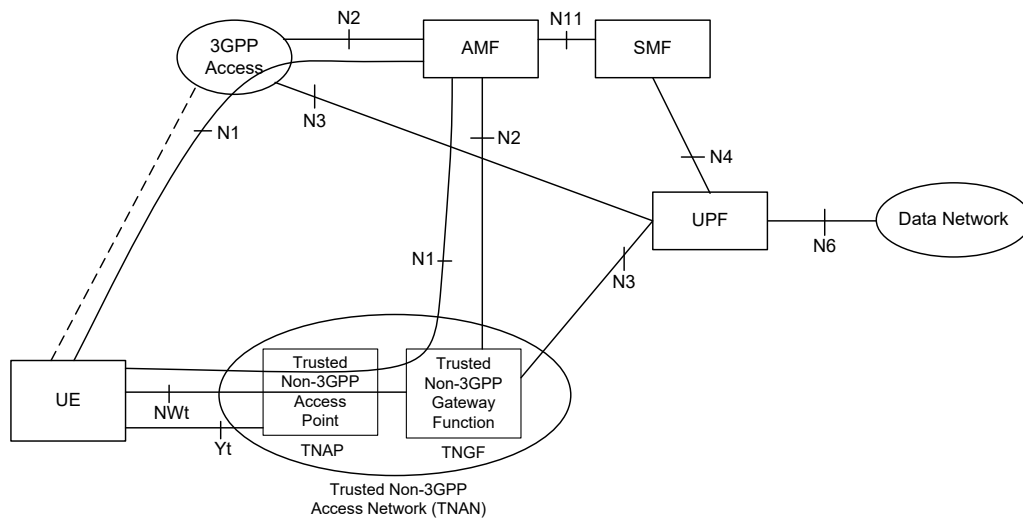 N2
N11
3GPP
Access
AMF
SMF
N1
N3
N2
N4
UPF
Data Network
N6
N1
N3
Trusted
Non-3GPP
Access
Point
Trusted
Non-3GPP
Gateway
Function
UE
NWt
Yt
TNAP
TNGF
Trusted Non-3GPP
Access Network (TNAN)